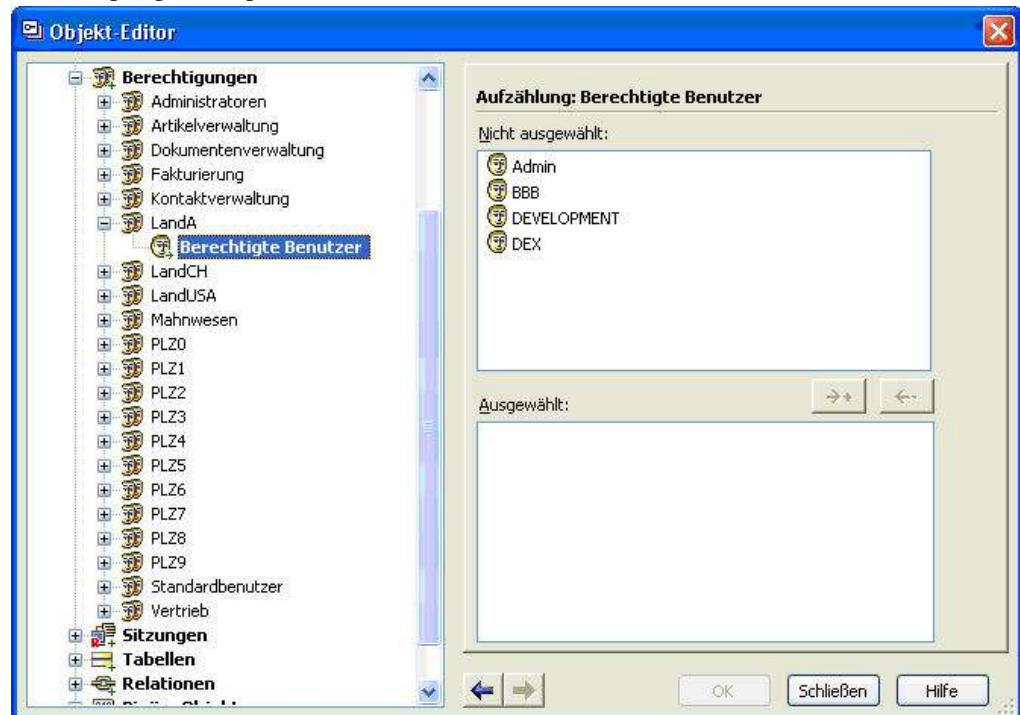 Objekt-Editor
Berechtigungen
Administratoren
Artikelverwaltung
Dokumentenverwaltung
Fakturierung
Kontaktverwaltung
LandA
Berechtigte Benutzer
LandCH
LandUSA
Mahnwesen
PLZ0
PLZ1
PLZ2
PLZ3
PLZ4
PLZ5
PLZ6
PLZ7
PLZ8
PLZ9
Standardbenutzer
Vertrieb
Sitzungen
Tabellen
Relationen
Aufzählung: Berechtigte Benutzer
Nicht ausgewählt:
Admin
BBB
DEVELOPMENT
DEX
Ausgewählt:
OK
Schließen
Hilfe